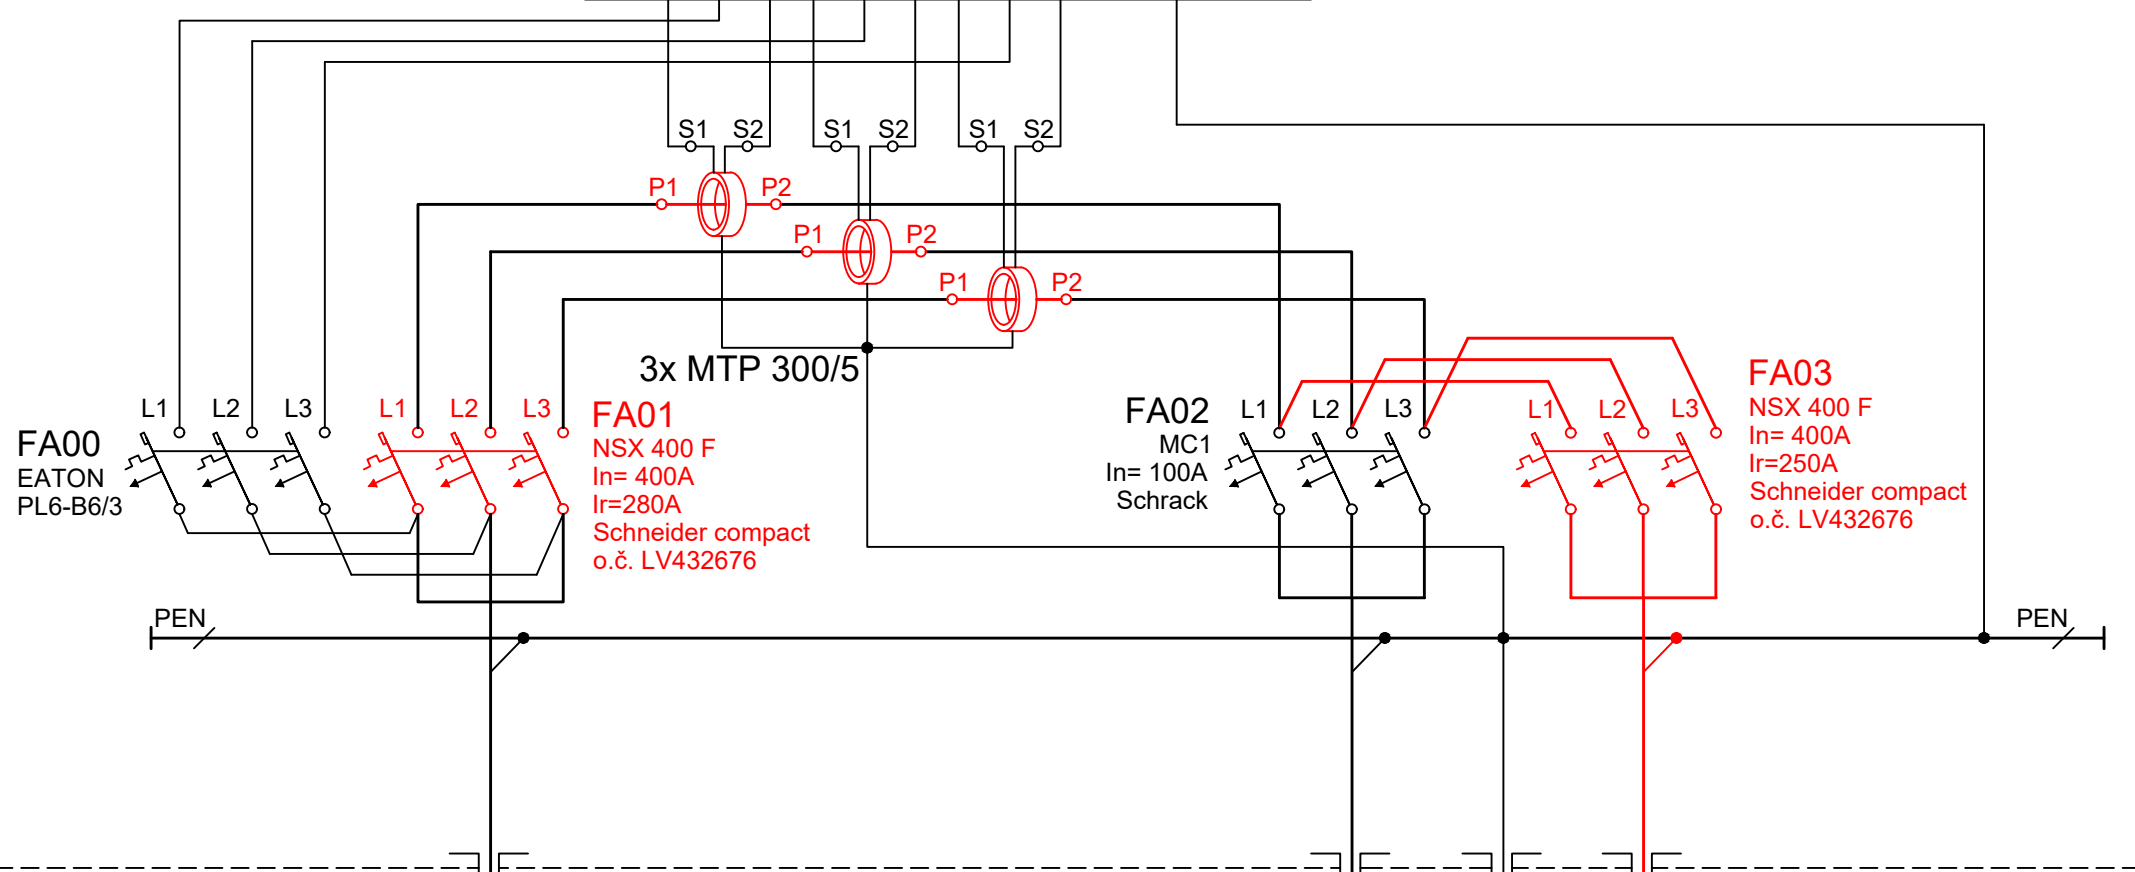 S1 S2 S1 S2 S1 S2
P1 P2
P1 P2
P1 P2
3x MTP 300/5
L1 L2 L3
FA00
EATON
PL6-B6/3
L1 L2 L3
FA01
NSX 400 F
In= 400A
Ir=280A
Schneider compact
o.č. LV432676
FA02
MC1
In= 100A
Schrack
L1 L2 L3
L1 L2 L3
FA03
NSX 400 F
In= 400A
Ir=250A
Schneider compact
o.č. LV432676
PEN
PEN